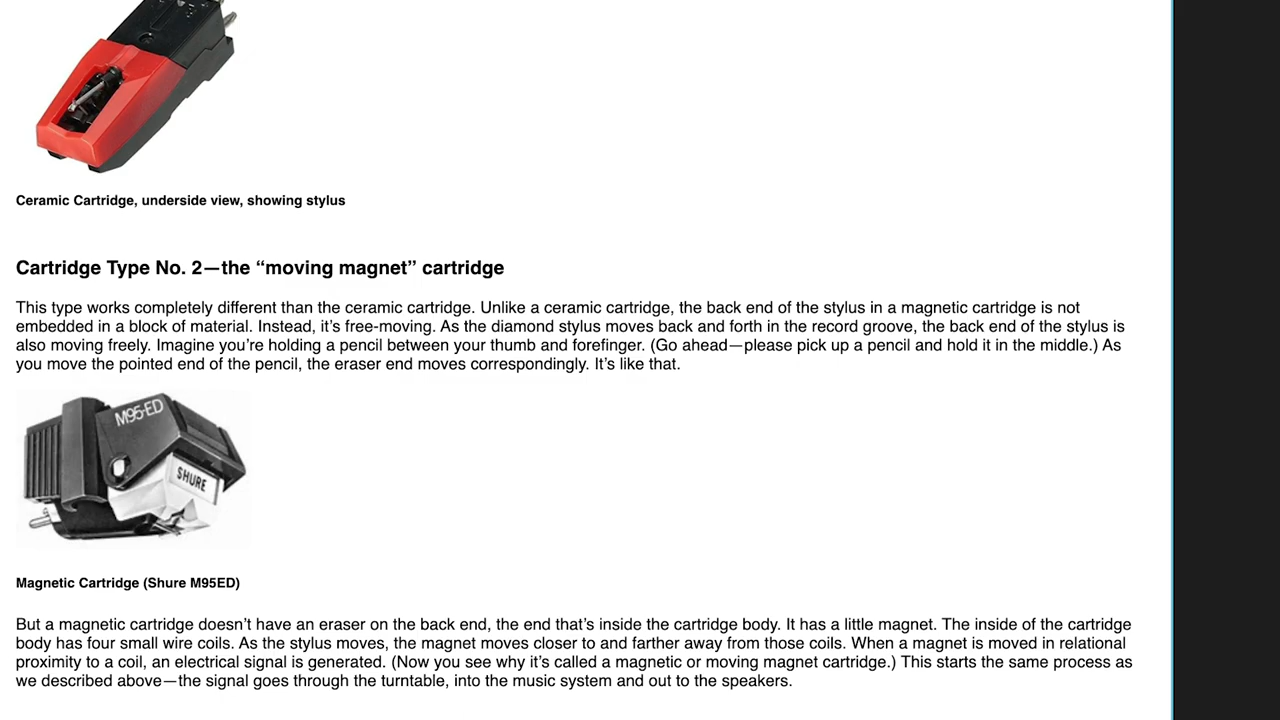 Ceramic Cartridge, underside view, showing stylus
Cartridge Type No. 2—the “moving magnet” cartridge
This type works completely different than the ceramic cartridge. Unlike a ceramic cartridge, the back end of the stylus in a magnetic cartridge is not
embedded in a block of material. Instead, it’s free-moving. As the diamond stylus moves back and forth in the record groove, the back end of the stylus is
also moving freely. Imagine you’re holding a pencil between your thumb and forefinger. (Go ahead—please pick up a pencil and hold it in the middle.) As
you move the pointed end of the pencil, the eraser end moves correspondingly. It’s like that.
M95-ED
SHURE
Magnetic Cartridge (Shure M95ED)
But a magnetic cartridge doesn’t have an eraser on the back end, the end that’s inside the cartridge body. It has a little magnet. The inside of the cartridge
body has four small wire coils. As the stylus moves, the magnet moves closer to and farther away from those coils. When a magnet is moved in relational
proximity to a coil, an electrical signal is generated. (Now you see why it’s called a magnetic or moving magnet cartridge.) This starts the same process as
we described above—the signal goes through the turntable, into the music system and out to the speakers.